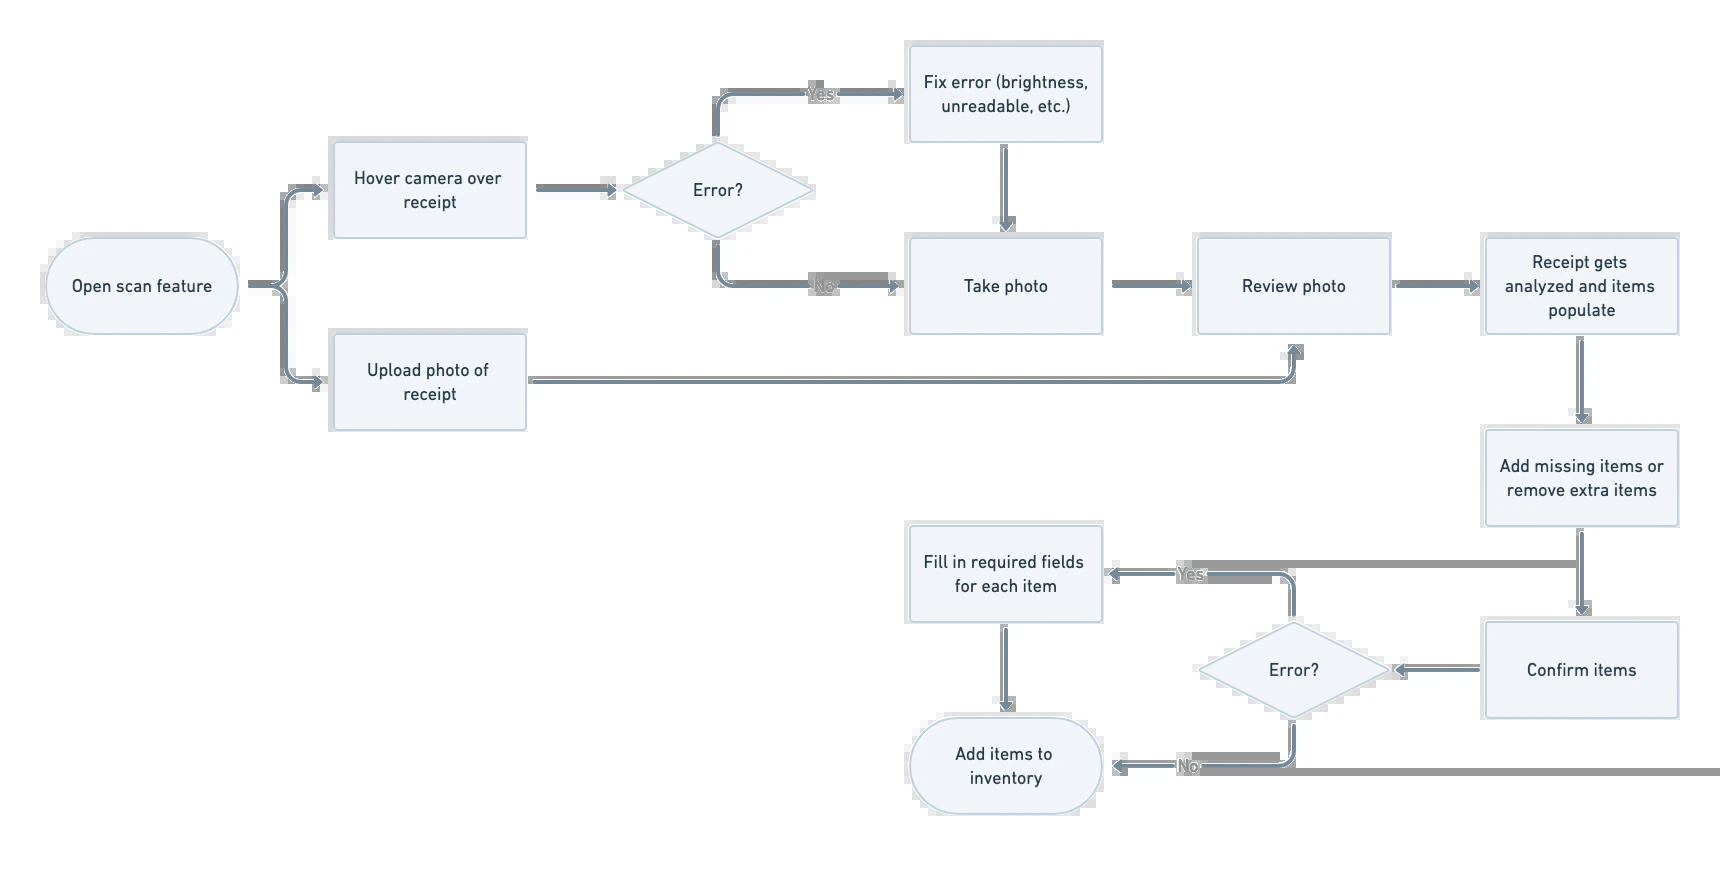 Open scan feature
Hover camera over
receipt
Upload photo of
receipt
Error?
Yes
No
Fix error (brightness,
unreadable, etc.)
Take photo
Review photo
Receipt gets
analyzed and items
populate
Add missing items or
remove extra items
Confirm items
Error?
Yes
No
Fill in required fields
for each item
Add items to
inventory